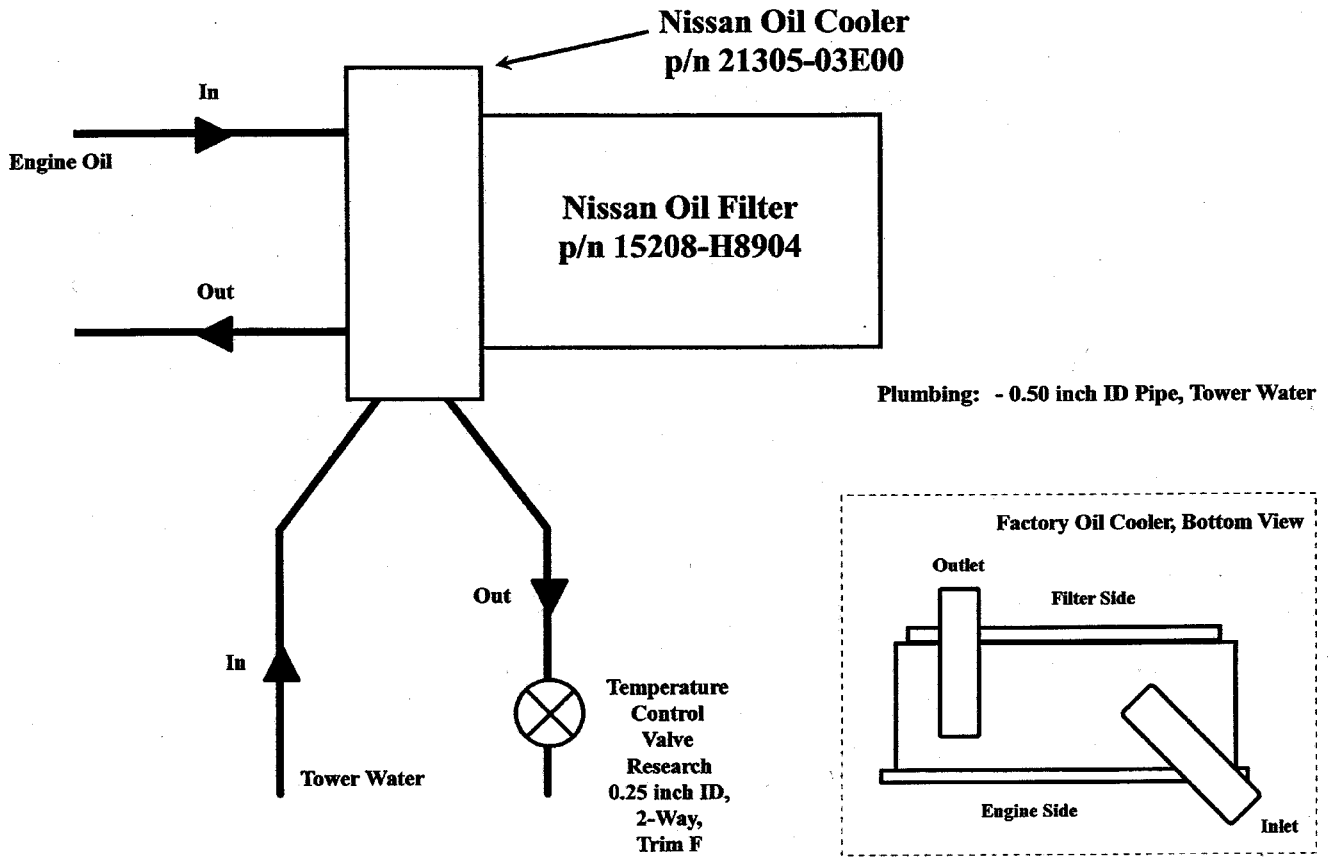 Nissan Oil Cooler
p/n 21305-03E00
In
Engine Oil
Nissan Oil Filter
p/n 15208-H8904
Out
Plumbing: - 0.50 inch ID Pipe, Tower Water
Out
In
Tower Water
Temperature
Control
Valve
Research
0.25 inch ID,
2-Way,
Trim F
Factory Oil Cooler, Bottom View
Outlet
Filter Side
Engine Side
Inlet